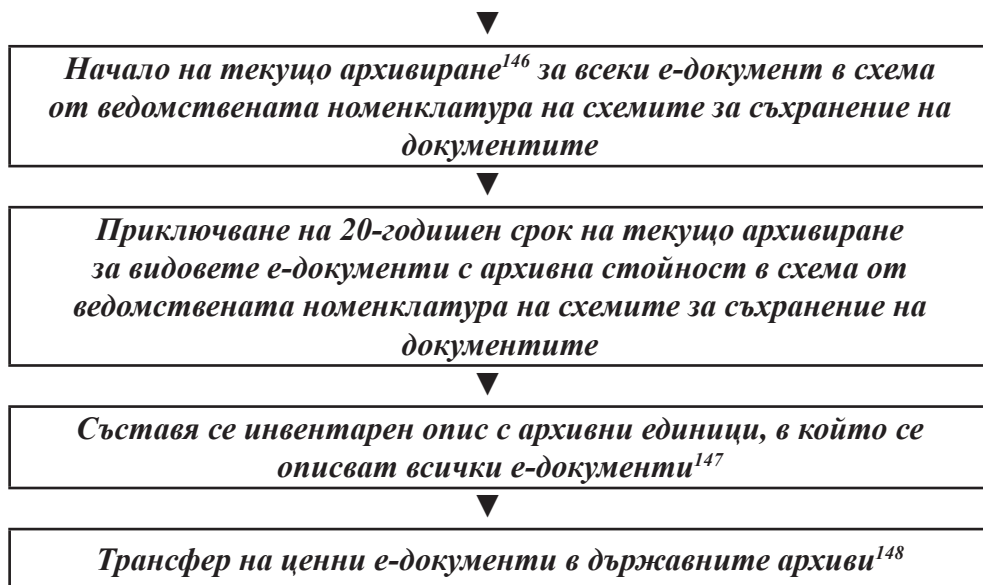 Начало на текущо архивиране146 за всеки е-документ в схема
от ведомствената номенклатура на схемите за съхранение на
документите
Приключване на 20-годишен срок на текущо архивиране
за видовете е-документи с архивна стойност в схема от
ведомствената номенклатура на схемите за съхранение на
документите
Съставя се инвентарен опис с архивни единици, в който се
описват всички е-документи147
Трансфер на ценни е-документи в държавните архиви148